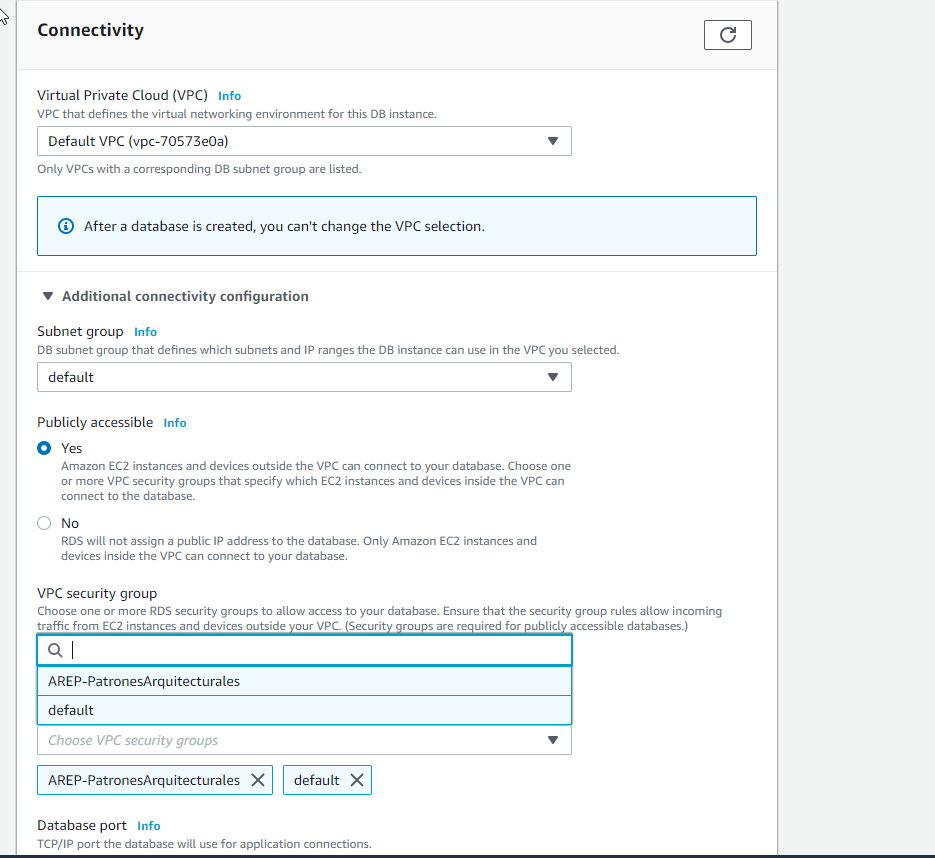 Connectivity
Virtual Private Cloud (VPC) Info
VPC that defines the virtual networking environment for this DB instance.
Default VPC (vpc-70573e0a)
Only VPCs with a corresponding DB subnet group are listed.
After a database is created, you can't change the VPC selection.
Additional connectivity configuration
Subnet group Info
DB subnet group that defines which subnets and IP ranges the DB instance can use in the VPC you selected.
default
Publicly accessible Info
Yes
Amazon EC2 instances and devices outside the VPC can connect to your database. Choose one
or more VPC security groups that specify which EC2 instances and devices inside the VPC can
connect to the database.
No
RDS will not assign a public IP address to the database. Only Amazon EC2 instances and
devices inside the VPC can connect to your database.
VPC security group
Choose one or more RDS security groups to allow access to your database. Ensure that the security group rules allow incoming
traffic from EC2 instances and devices outside your VPC. (Security groups are required for publicly accessible databases.)
AREP-PatronesArquitecturales
default
Choose VPC security groups
AREP-PatronesArquitecturales default
Database port Info
TCP/IP port the database will use for application connections.